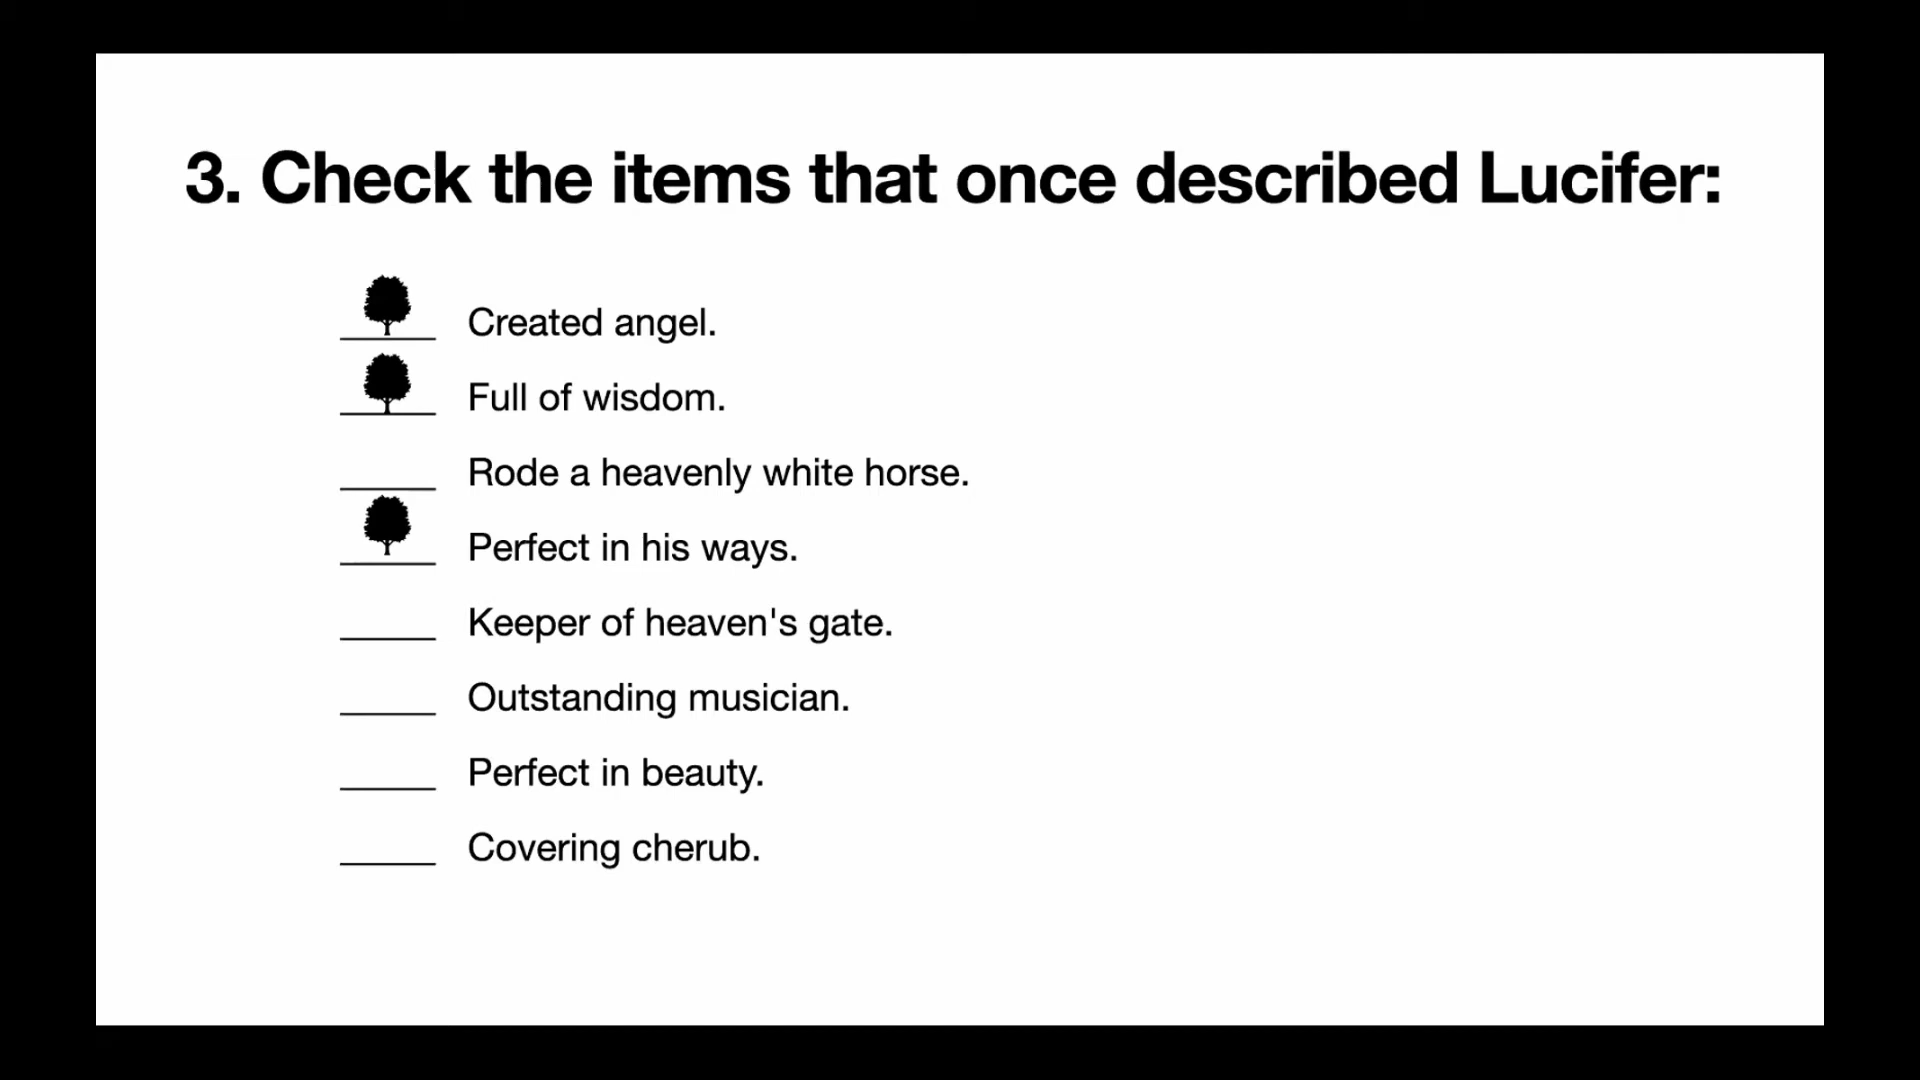 3. Check the items that once described Lucifer:
Created angel.
Full of wisdom.
Rode a heavenly white horse.
Perfect in his ways.
Keeper of heaven's gate.
Outstanding musician.
Perfect in beauty.
Covering cherub.